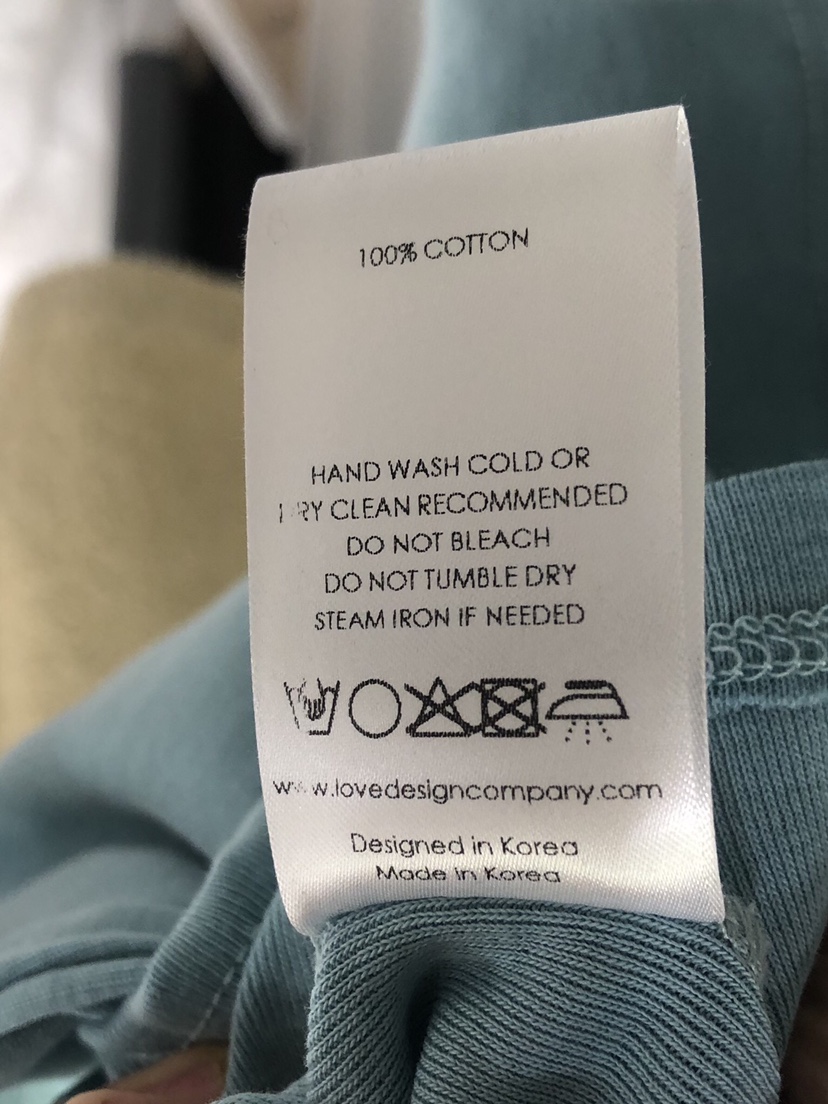 100% COTTON
HAND WASH COLD OR
DRY CLEAN RECOMMENDED
DO NOT BLEACH
DO NOT TUMBLE DRY
STEAM IRON IF NEEDED
www.lovedesigncompany.com
Designed in Korea
Made in Korea